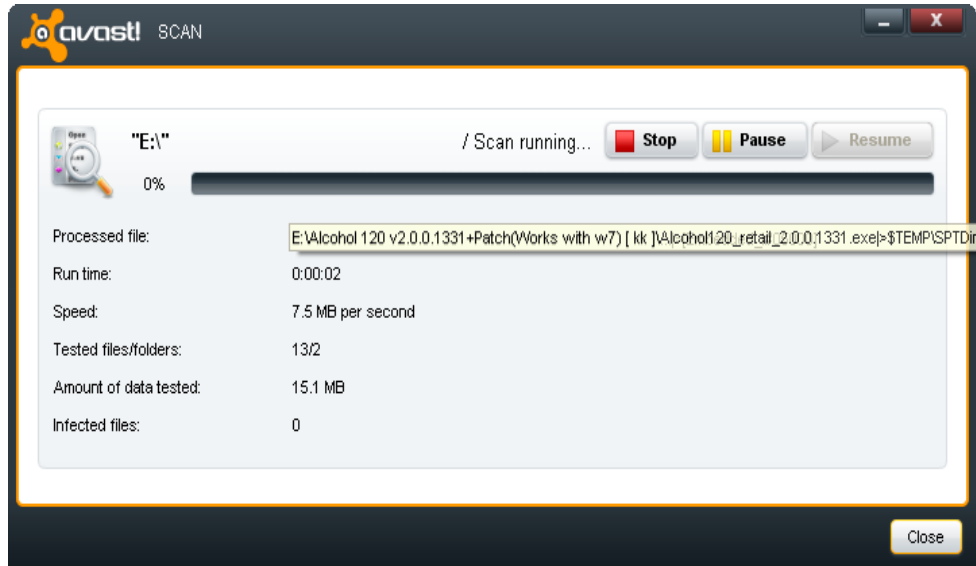 avast! SCAN
"E:\" / Scan running... Stop Pause Resume
0%
Processed file: E:\Alcohol 120 v2.0.0.1331+Patch(Works with w7) [ kk ]\Alcohol120_retail_2.0.0.1331.exe|>$TEMP\SPTDin
Run time: 0:00:02
Speed: 7.5 MB per second
Tested files/folders: 13/2
Amount of data tested: 15.1 MB
Infected files: 0
Close